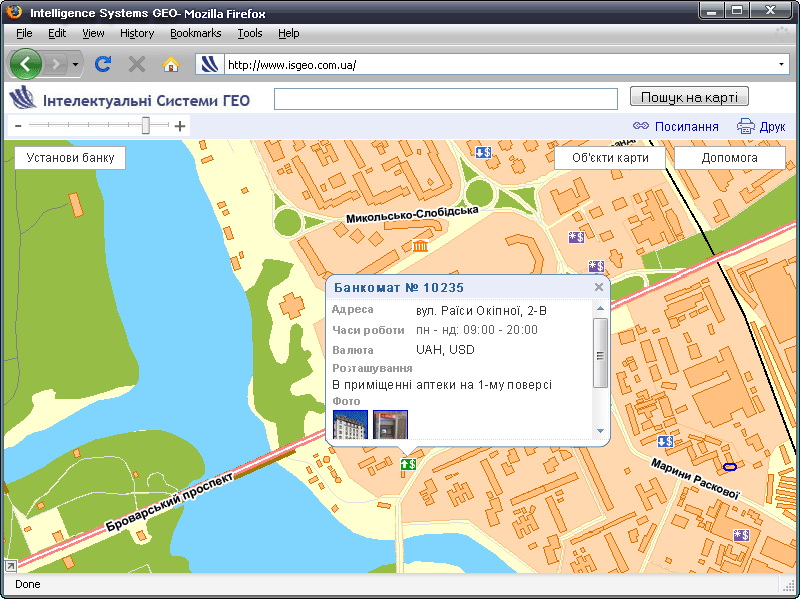 Intelligence Systems GEO- Mozilla Firefox
File Edit View History Bookmarks Tools Help
http://www.isgeo.com.ua/
Інтелектуальні Системи ГЕО
Пошук на карті
Посилання
Друк
Установи банку
Об'єкти карти
Допомога
Микольсько-Слобідська
Банкомат № 10235
Адреса вул. Раїси Окіпної, 2-В
Часи роботи пн - нд: 09:00 - 20:00
Валюта UAH, USD
Розташування
В приміщенні аптеки на 1-му поверсі
Фото
Марини Раскової
Броварський проспект
Done